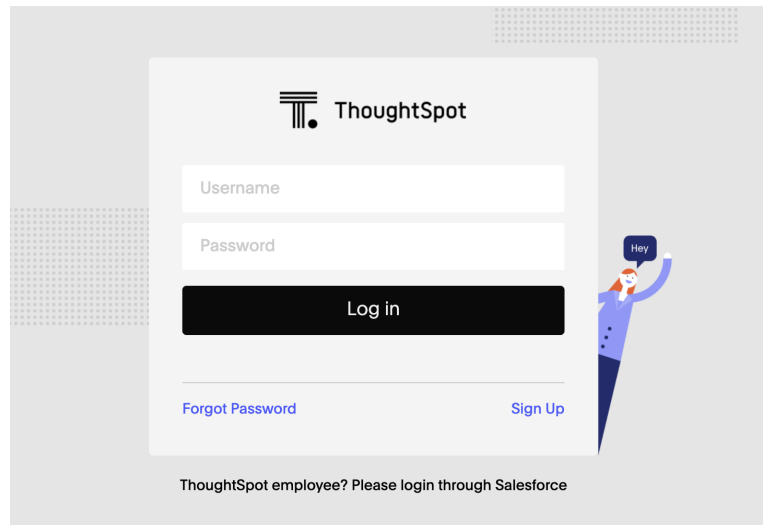 ThoughtSpot
Username
Hey
Password
Log in
Forgot Password Sign Up
ThoughtSpot employee? Please login through Salesforce